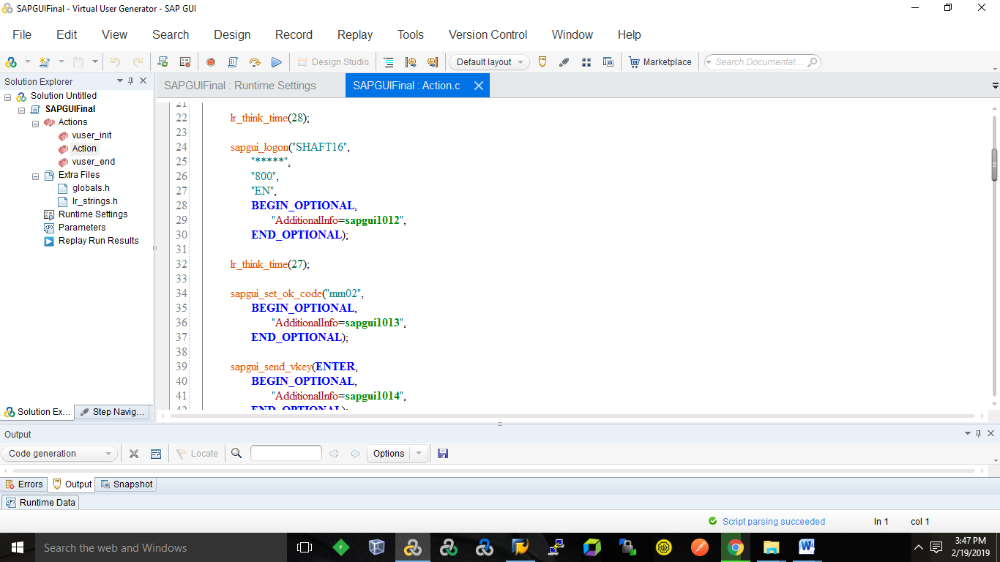 SAPGUIFinal - Virtual User Generator - SAP GUI
File Edit View Search Design Record Replay Tools Version Control Window Help
Design Studio Default layout Marketplace Search Documentat...
Solution Explorer
Solution Untitled
SAPGUIFinal
Actions
vuser_init
Action
vuser_end
Extra Files
globals.h
lr_strings.h
Runtime Settings
Parameters
Replay Run Results
Solution Ex... Step Navig...
SAPGUIFinal : Runtime Settings SAPGUIFinal : Action.c
21
22 lr_think_time(28);
23
24 sapgui_logon("SHAFT16",
25 "*****",
26 "800",
27 "EN",
28 BEGIN_OPTIONAL,
29 "AdditionalInfo=sapgui1012",
30 END_OPTIONAL);
31
32 lr_think_time(27);
33
34 sapgui_set_ok_code("mm02",
35 BEGIN_OPTIONAL,
36 "AdditionalInfo=sapgui1013",
37 END_OPTIONAL);
38
39 sapgui_send_vkey(ENTER,
40 BEGIN_OPTIONAL,
41 "AdditionalInfo=sapgui1014",
42 END_OPTIONAL);
Output
Code generation Locate Options
Errors Output Snapshot
Runtime Data
Script parsing succeeded ln 1 col 1
Search the web and Windows
3:47 PM
2/19/2019